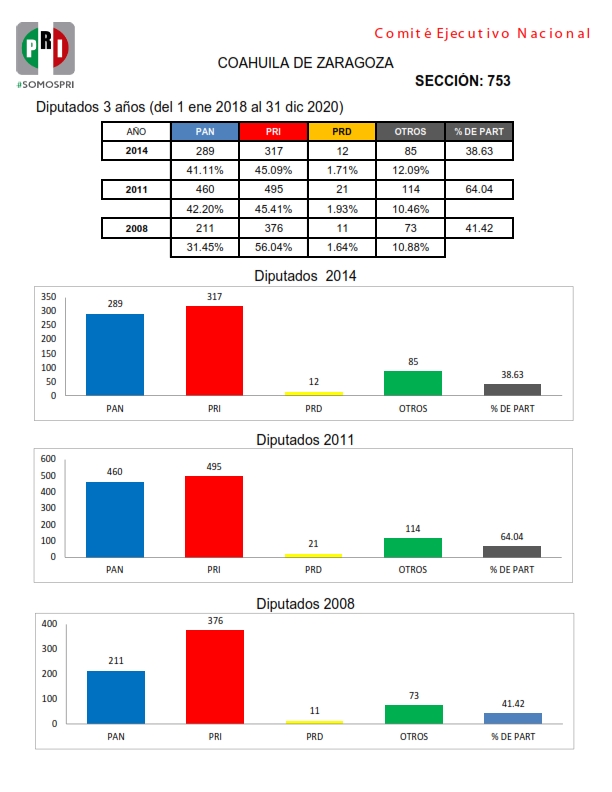 PRI
#SOMOSPRI
Comité Ejecutivo Nacional
COAHUILA DE ZARAGOZA
SECCIÓN: 753
Diputados 3 años (del 1 ene 2018 al 31 dic 2020)
AÑO PAN PRI PRD OTROS % DE PART
2014 289 317 12 85 38.63
41.11% 45.09% 1.71% 12.09%
2011 460 495 21 114 64.04
42.20% 45.41% 1.93% 10.46%
2008 211 376 11 73 41.42
31.45% 56.04% 1.64% 10.88%
Diputados 2014
350
300
250
200
150
100
50
0
289
317
12
85
38.63
PAN PRI PRD OTROS % DE PART
Diputados 2011
600
500
400
300
200
100
0
460
495
21
114
64.04
PAN PRI PRD OTROS % DE PART
Diputados 2008
400
300
200
100
0
211
376
11
73
41.42
PAN PRI PRD OTROS % DE PART